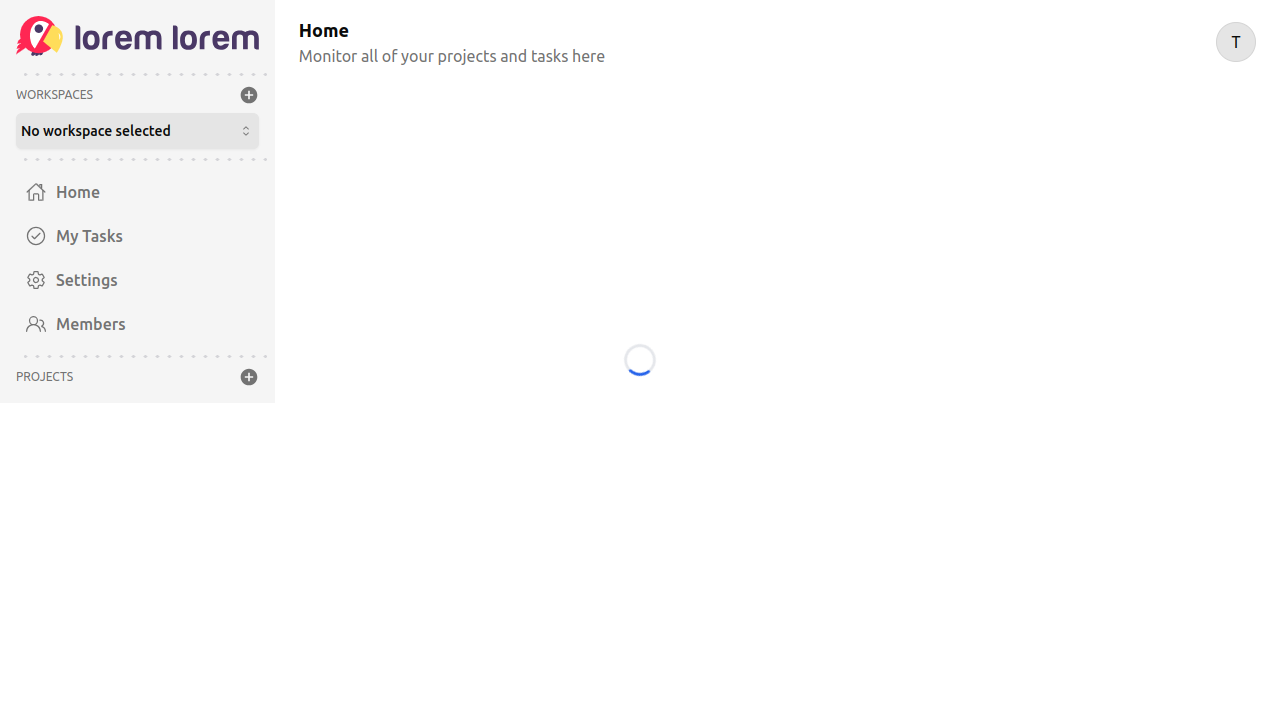 lorem lorem
WORKSPACES
No workspace selected
Home
My Tasks
Settings
Members
PROJECTS
Home
Monitor all of your projects and tasks here
T